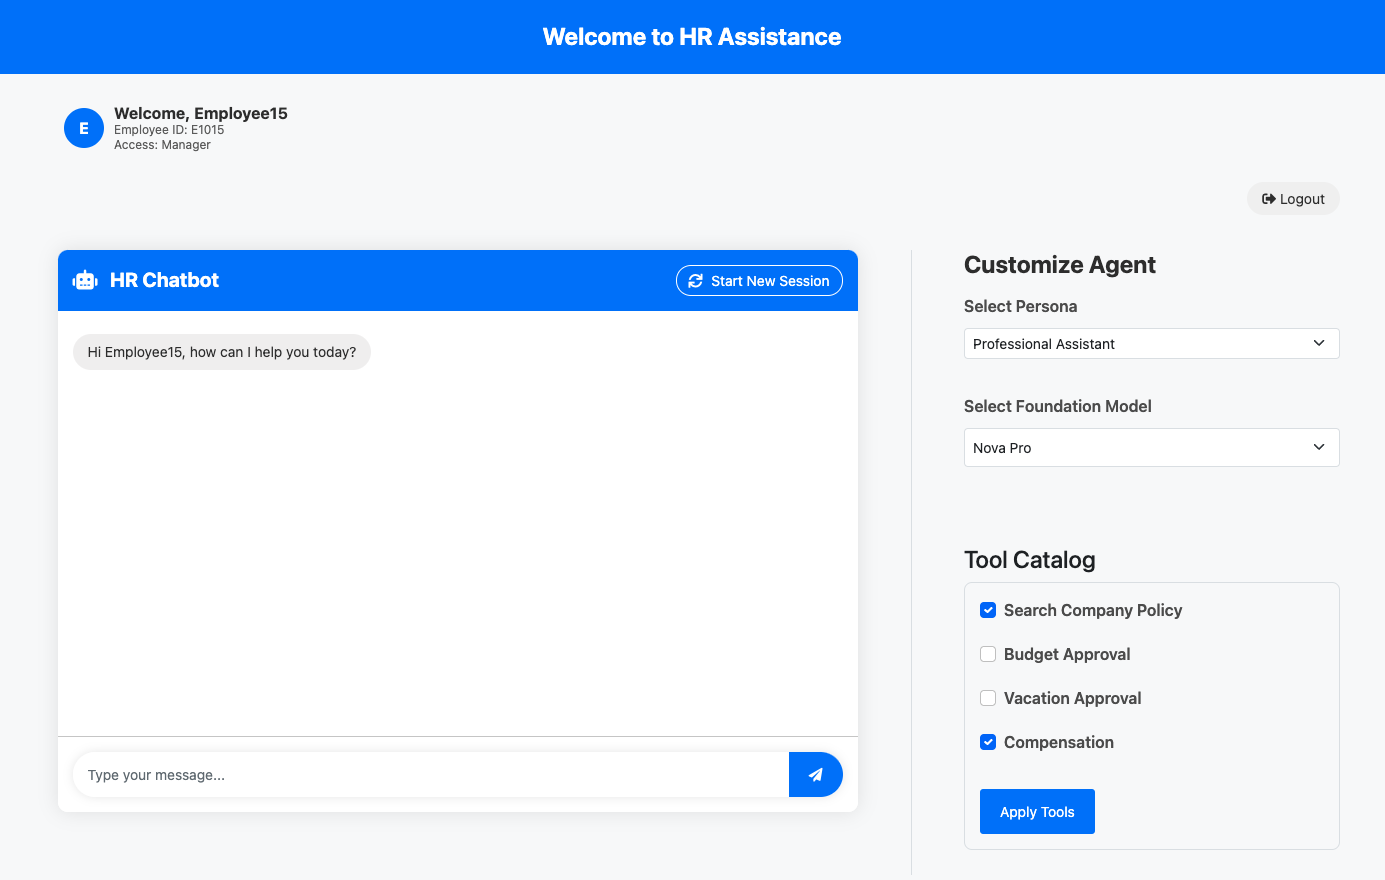 Welcome to HR Assistance
E
Welcome, Employee15
Employee ID: E1015
Access: Manager
Logout
HR Chatbot
Start New Session
Hi Employee15, how can I help you today?
Type your message...
Customize Agent
Select Persona
Professional Assistant
Select Foundation Model
Nova Pro
Tool Catalog
Search Company Policy
Budget Approval
Vacation Approval
Compensation
Apply Tools